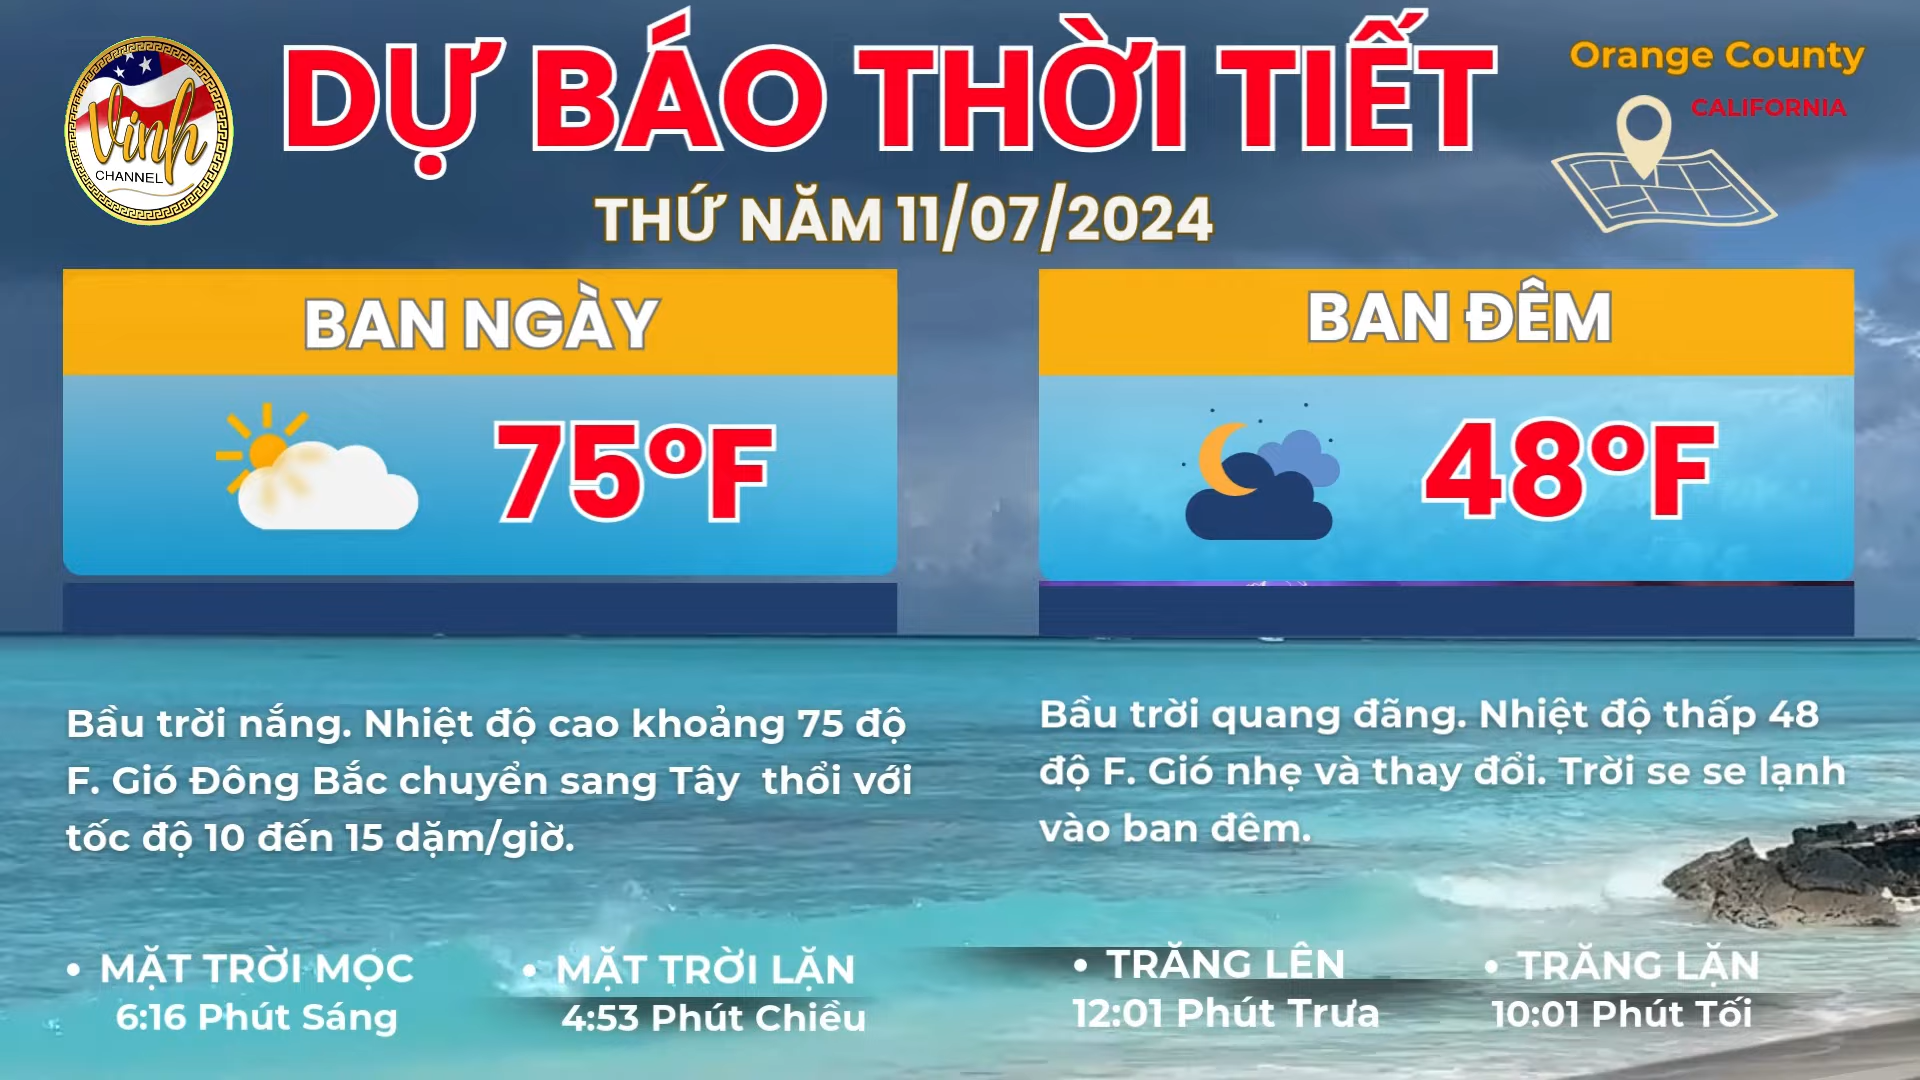 Vinh
CHANNEL
DỰ BÁO THỜI TIẾT
Orange County
CALIFORNIA
THỨ NĂM 11/07/2024
BAN NGÀY
75°F
BAN ĐÊM
48°F
Bầu trời nắng. Nhiệt độ cao khoảng 75 độ
F. Gió Đông Bắc chuyển sang Tây thổi với
tốc độ 10 đến 15 dặm/giờ.
Bầu trời quang đãng. Nhiệt độ thấp 48
độ F. Gió nhẹ và thay đổi. Trời se se lạnh
vào ban đêm.
• MẶT TRỜI MỌC
6:16 Phút Sáng
• MẶT TRỜI LẶN
4:53 Phút Chiều
• TRĂNG LÊN
12:01 Phút Trưa
• TRĂNG LẶN
10:01 Phút Tối